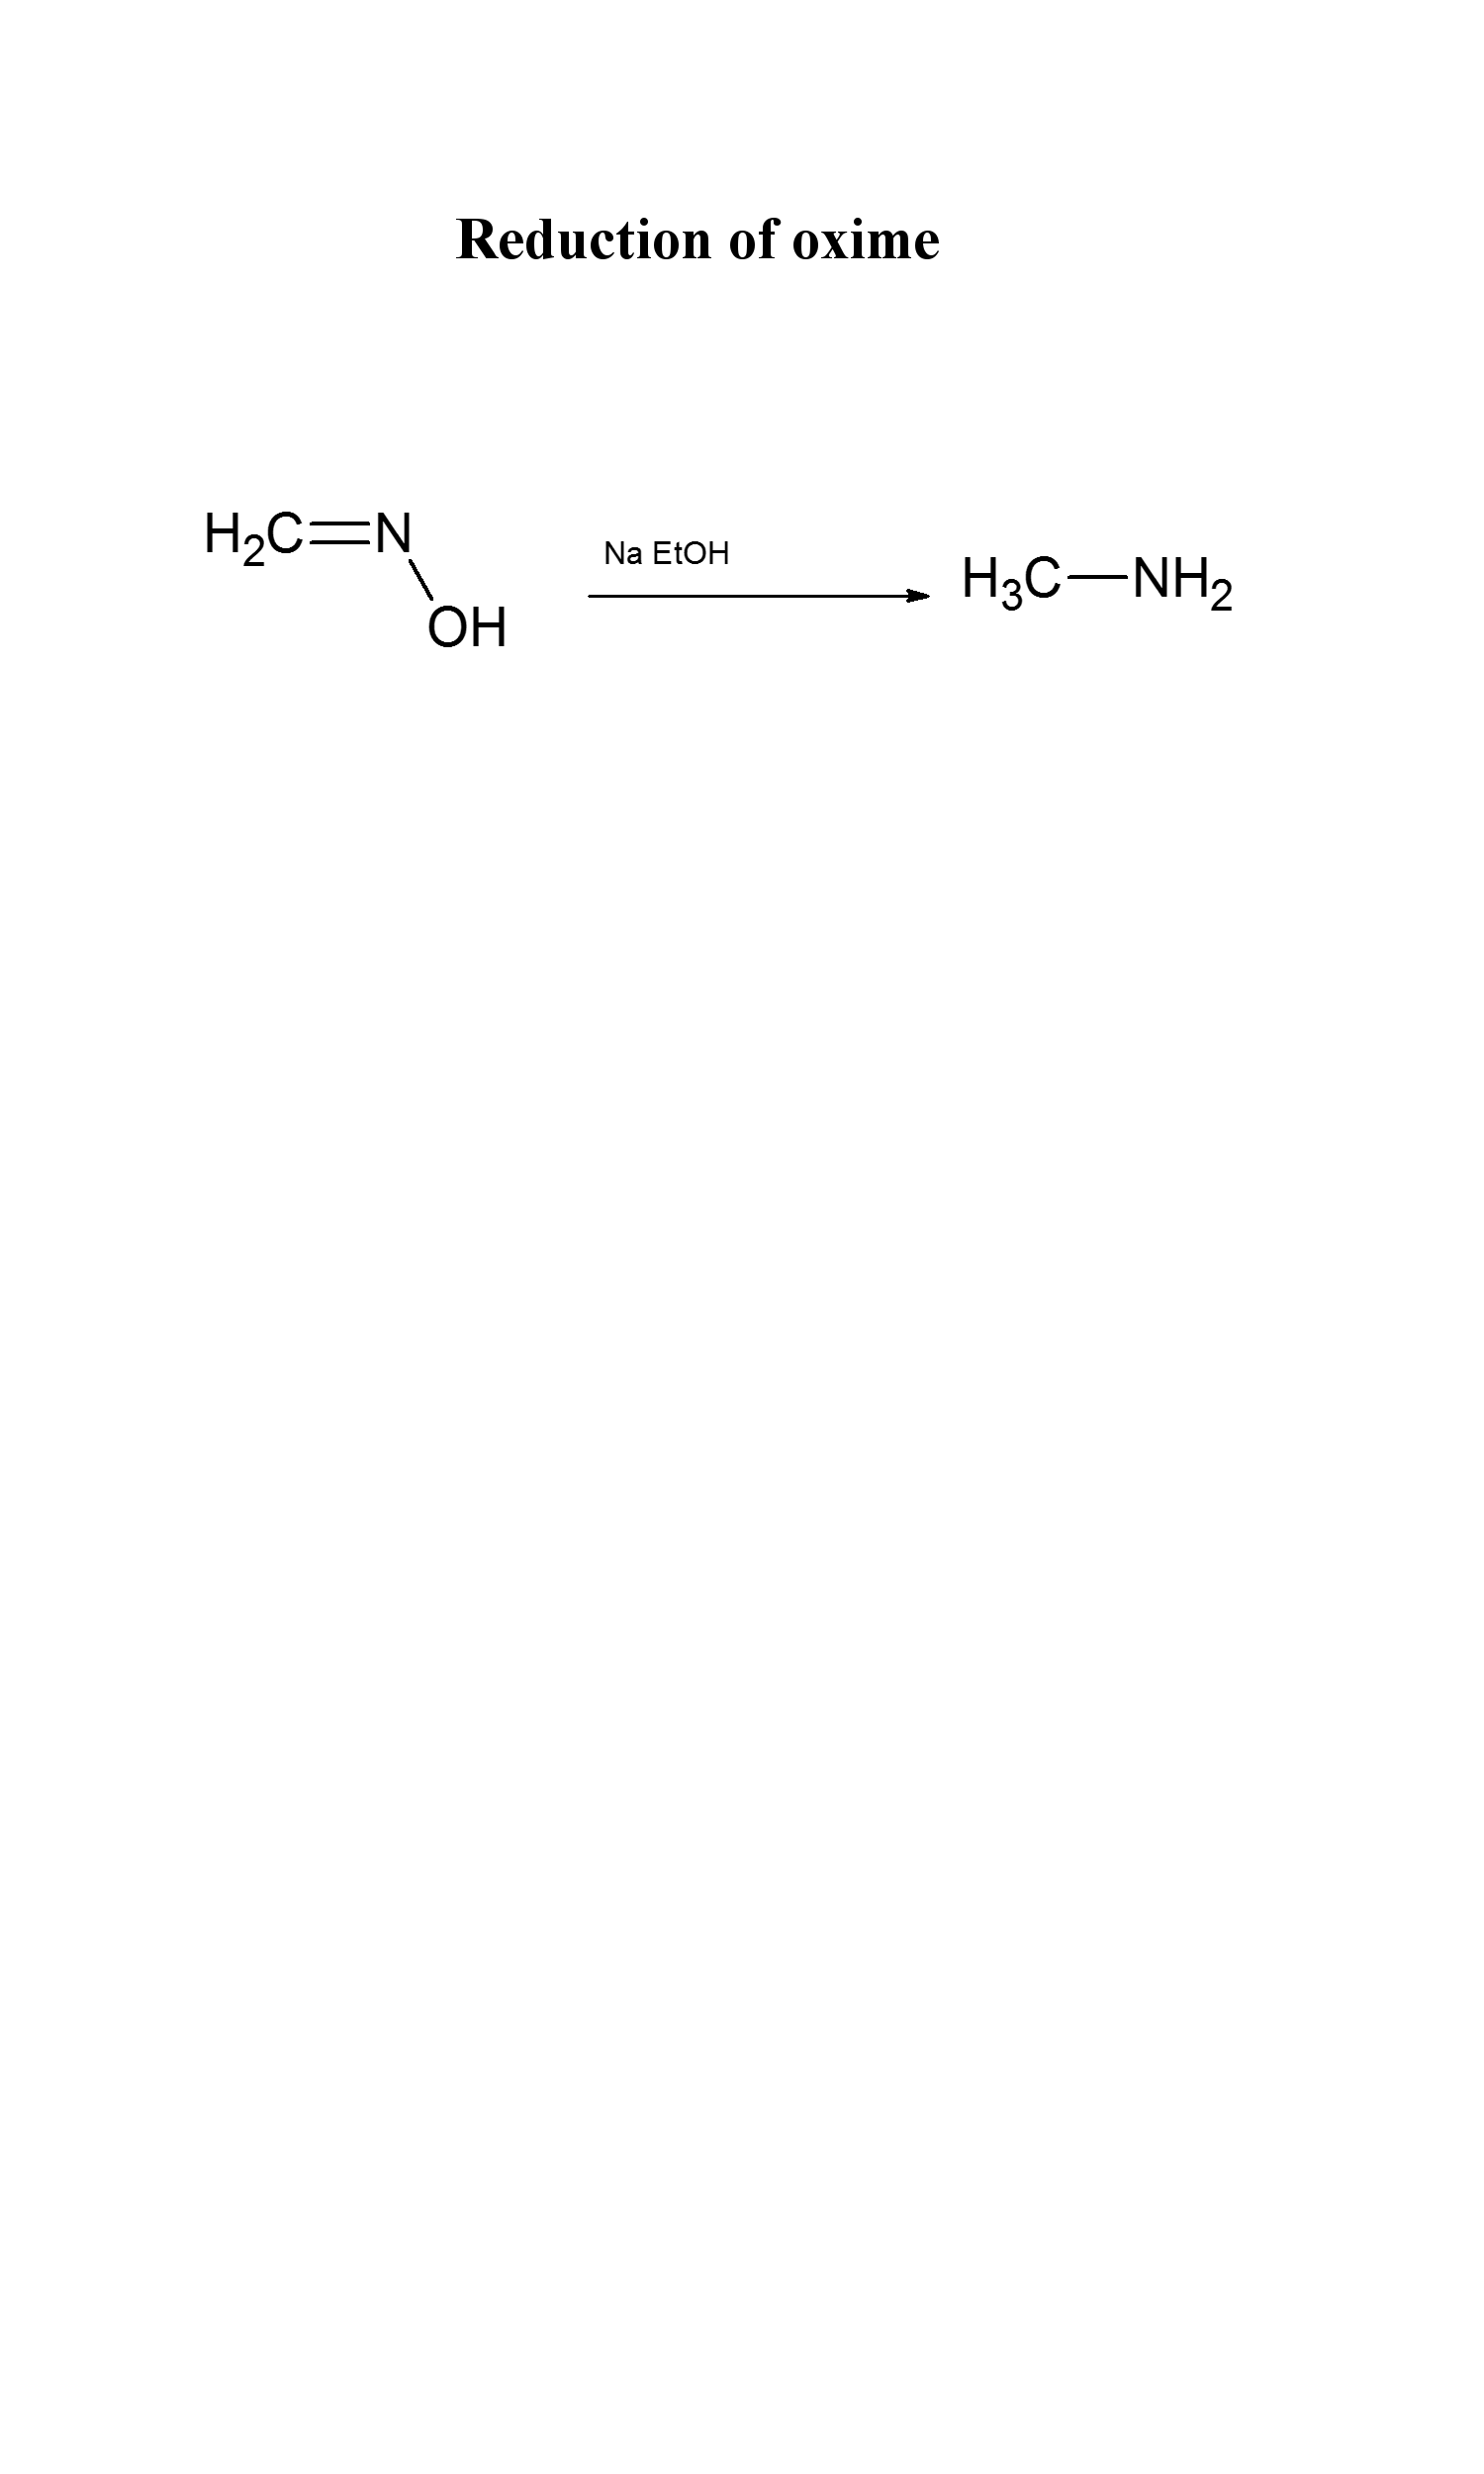 Reduction of oxime
H2C=N
Na EtOH
H3C—NH2
OH